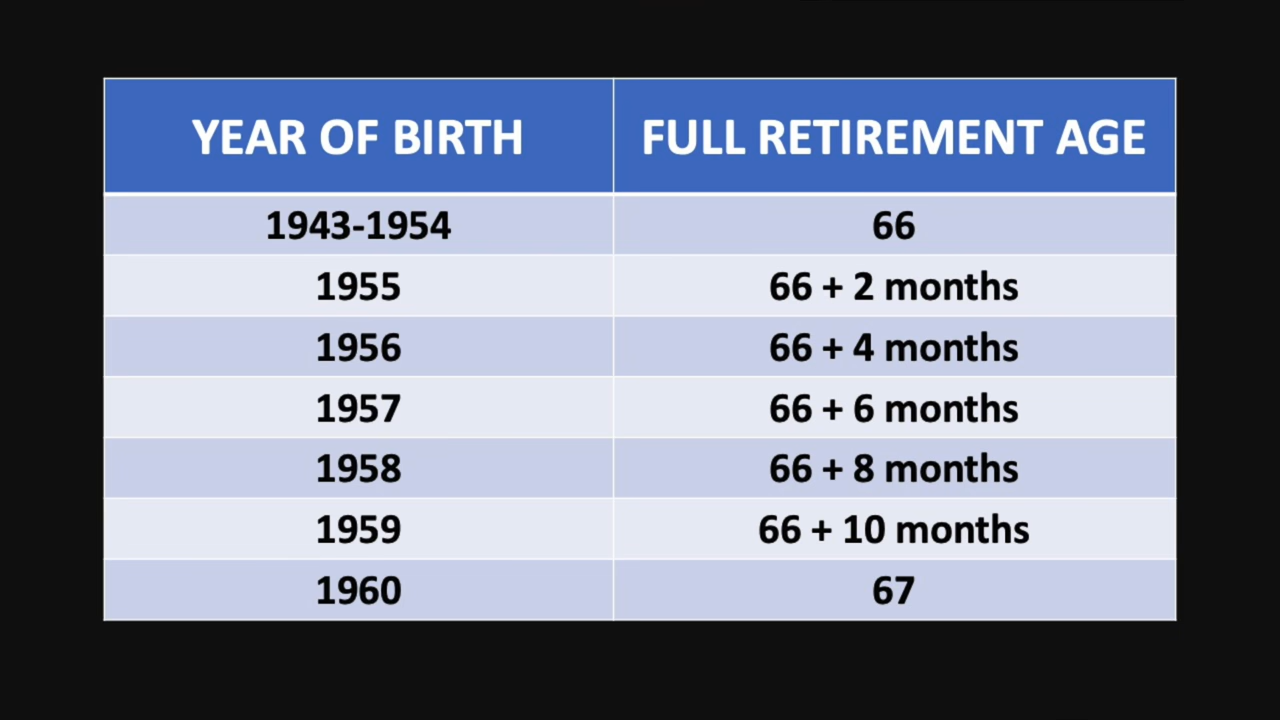 YEAR OF BIRTH FULL RETIREMENT AGE
1943-1954 66
1955 66 + 2 months
1956 66 + 4 months
1957 66 + 6 months
1958 66 + 8 months
1959 66 + 10 months
1960 67